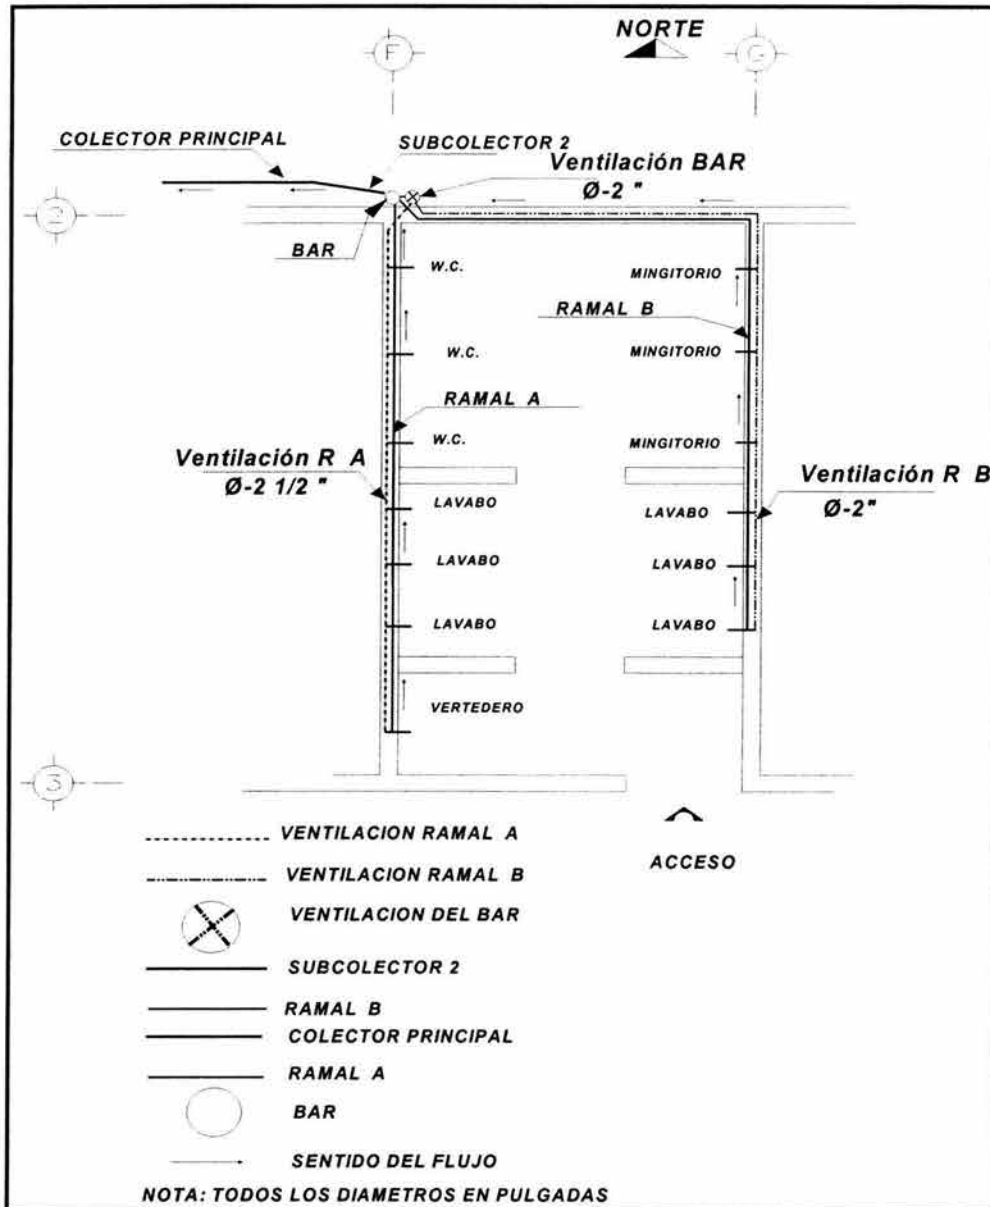 NORTE
F
G
COLECTOR PRINCIPAL
SUBCOLECTOR 2
Ventilación BAR
Ø-2 "
2
BAR
W.C.
MINGITORIO
RAMAL B
W.C.
MINGITORIO
RAMAL A
W.C.
MINGITORIO
Ventilación R A
Ø-2 1/2 "
Ventilación R B
Ø-2"
LAVABO
LAVABO
LAVABO
LAVABO
LAVABO
LAVABO
VERTEDERO
3
ACCESO
VENTILACION RAMAL A
VENTILACION RAMAL B
VENTILACION DEL BAR
SUBCOLECTOR 2
RAMAL B
COLECTOR PRINCIPAL
RAMAL A
BAR
SENTIDO DEL FLUJO
NOTA: TODOS LOS DIAMETROS EN PULGADAS